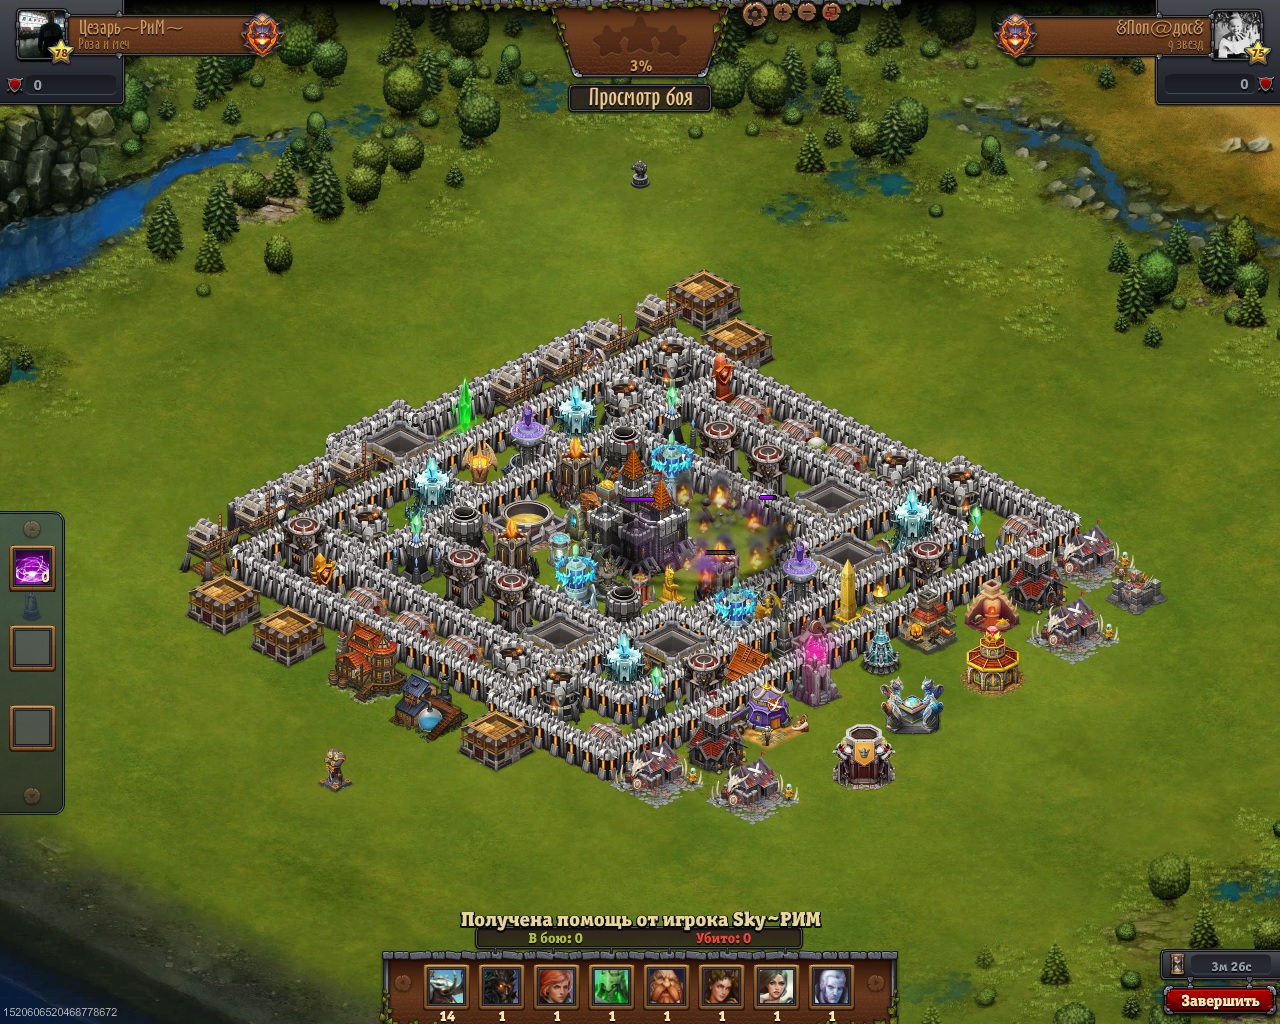 Цезарь~РиМ~
Роза и меч
78
0
3%
Просмотр боя
&Поп@дос&
9 звезд
75
0
0
Получена помощь от игрока Sky~РИМ
В бою: 0
Убито: 0
14
1
1
1
1
1
1
1
3м 26с
Завершить
1520606520468778672